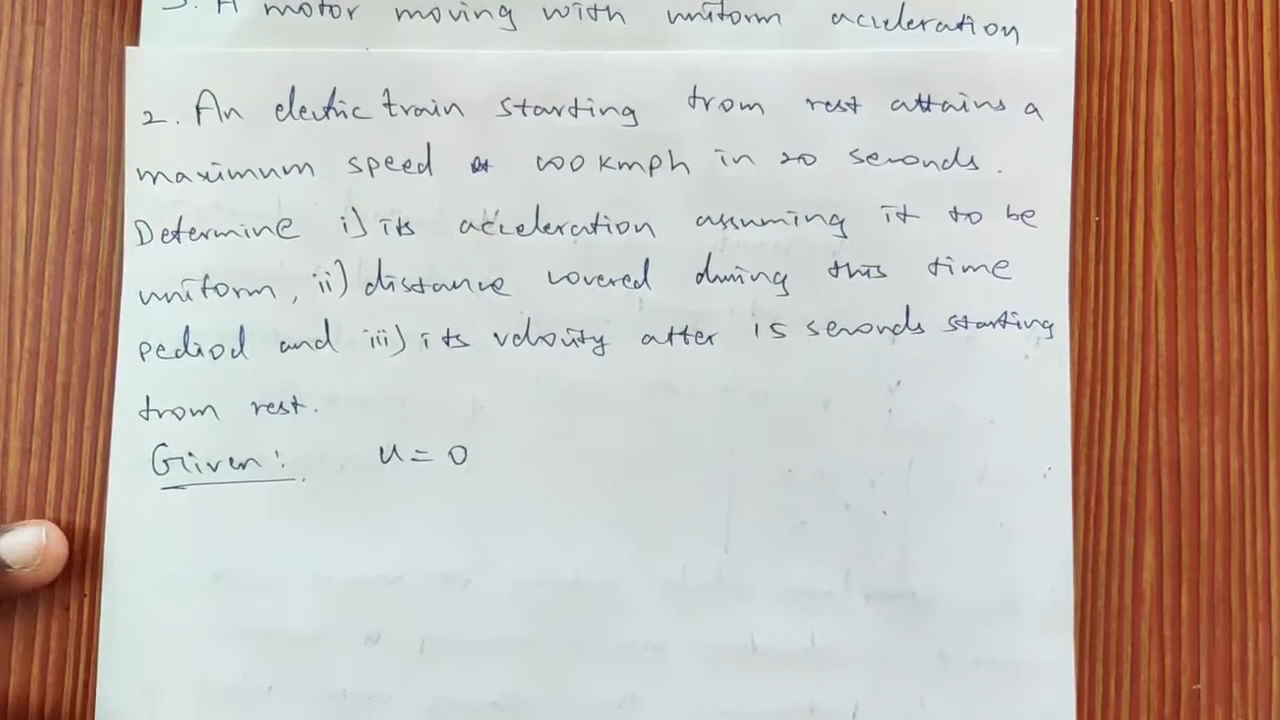 3. A motor moving with uniform acceleration
2. An electric train starting from rest attains a
maximum speed of 100 kmph in 20 seconds.
Determine i) its acceleration assuming it to be
uniform, ii) distance covered during this time
pediod and iii) its velocity after 15 seconds starting
from rest.
Given: u = 0